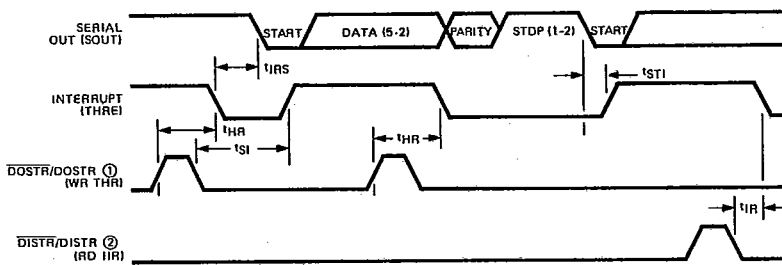 SERIAL
OUT (SOUT)
START
DATA (5-2)
PARITY
STDP (1-2)
START
tIRS
tSTI
INTERRUPT
(THRE)
tHR
tSI
tHR
DOSTR/DOSTR ①
(WR THR)
tIR
DISTR/DISTR ②
(RD IIR)